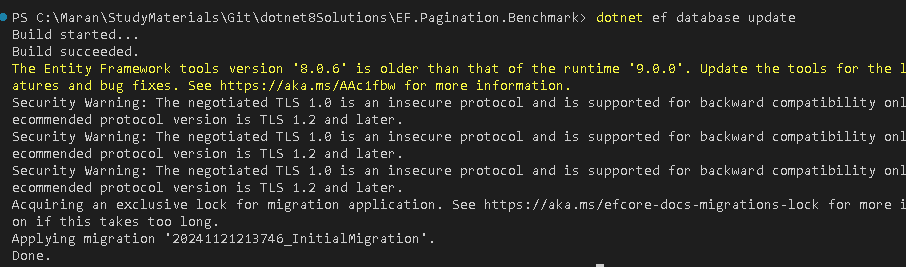 PS C:\Maran\StudyMaterials\Git\dotnet8Solutions\EF.Pagination.Benchmark> dotnet ef database update
Build started...
Build succeeded.
The Entity Framework tools version '8.0.6' is older than that of the runtime '9.0.0'. Update the tools for the l
atures and bug fixes. See https://aka.ms/AAc1fbw for more information.
Security Warning: The negotiated TLS 1.0 is an insecure protocol and is supported for backward compatibility onl
ecommended protocol version is TLS 1.2 and later.
Security Warning: The negotiated TLS 1.0 is an insecure protocol and is supported for backward compatibility onl
ecommended protocol version is TLS 1.2 and later.
Security Warning: The negotiated TLS 1.0 is an insecure protocol and is supported for backward compatibility onl
ecommended protocol version is TLS 1.2 and later.
Acquiring an exclusive lock for migration application. See https://aka.ms/efcore-docs-migrations-lock for more i
on if this takes too long.
Applying migration '20241121213746_InitialMigration'.
Done.